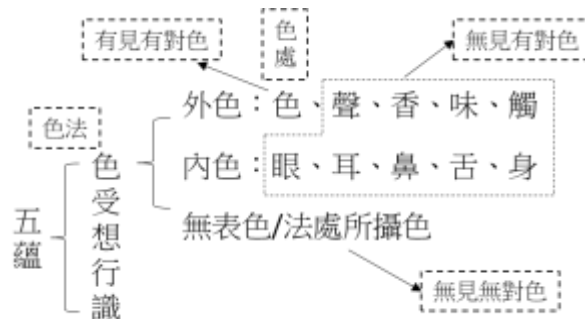 有見有對色
色處
無見有對色
外色：色、聲、香、味、觸
色法
內色：眼、耳、鼻、舌、身
五蘊
色受想行識
無表色/法處所攝色
無見無對色